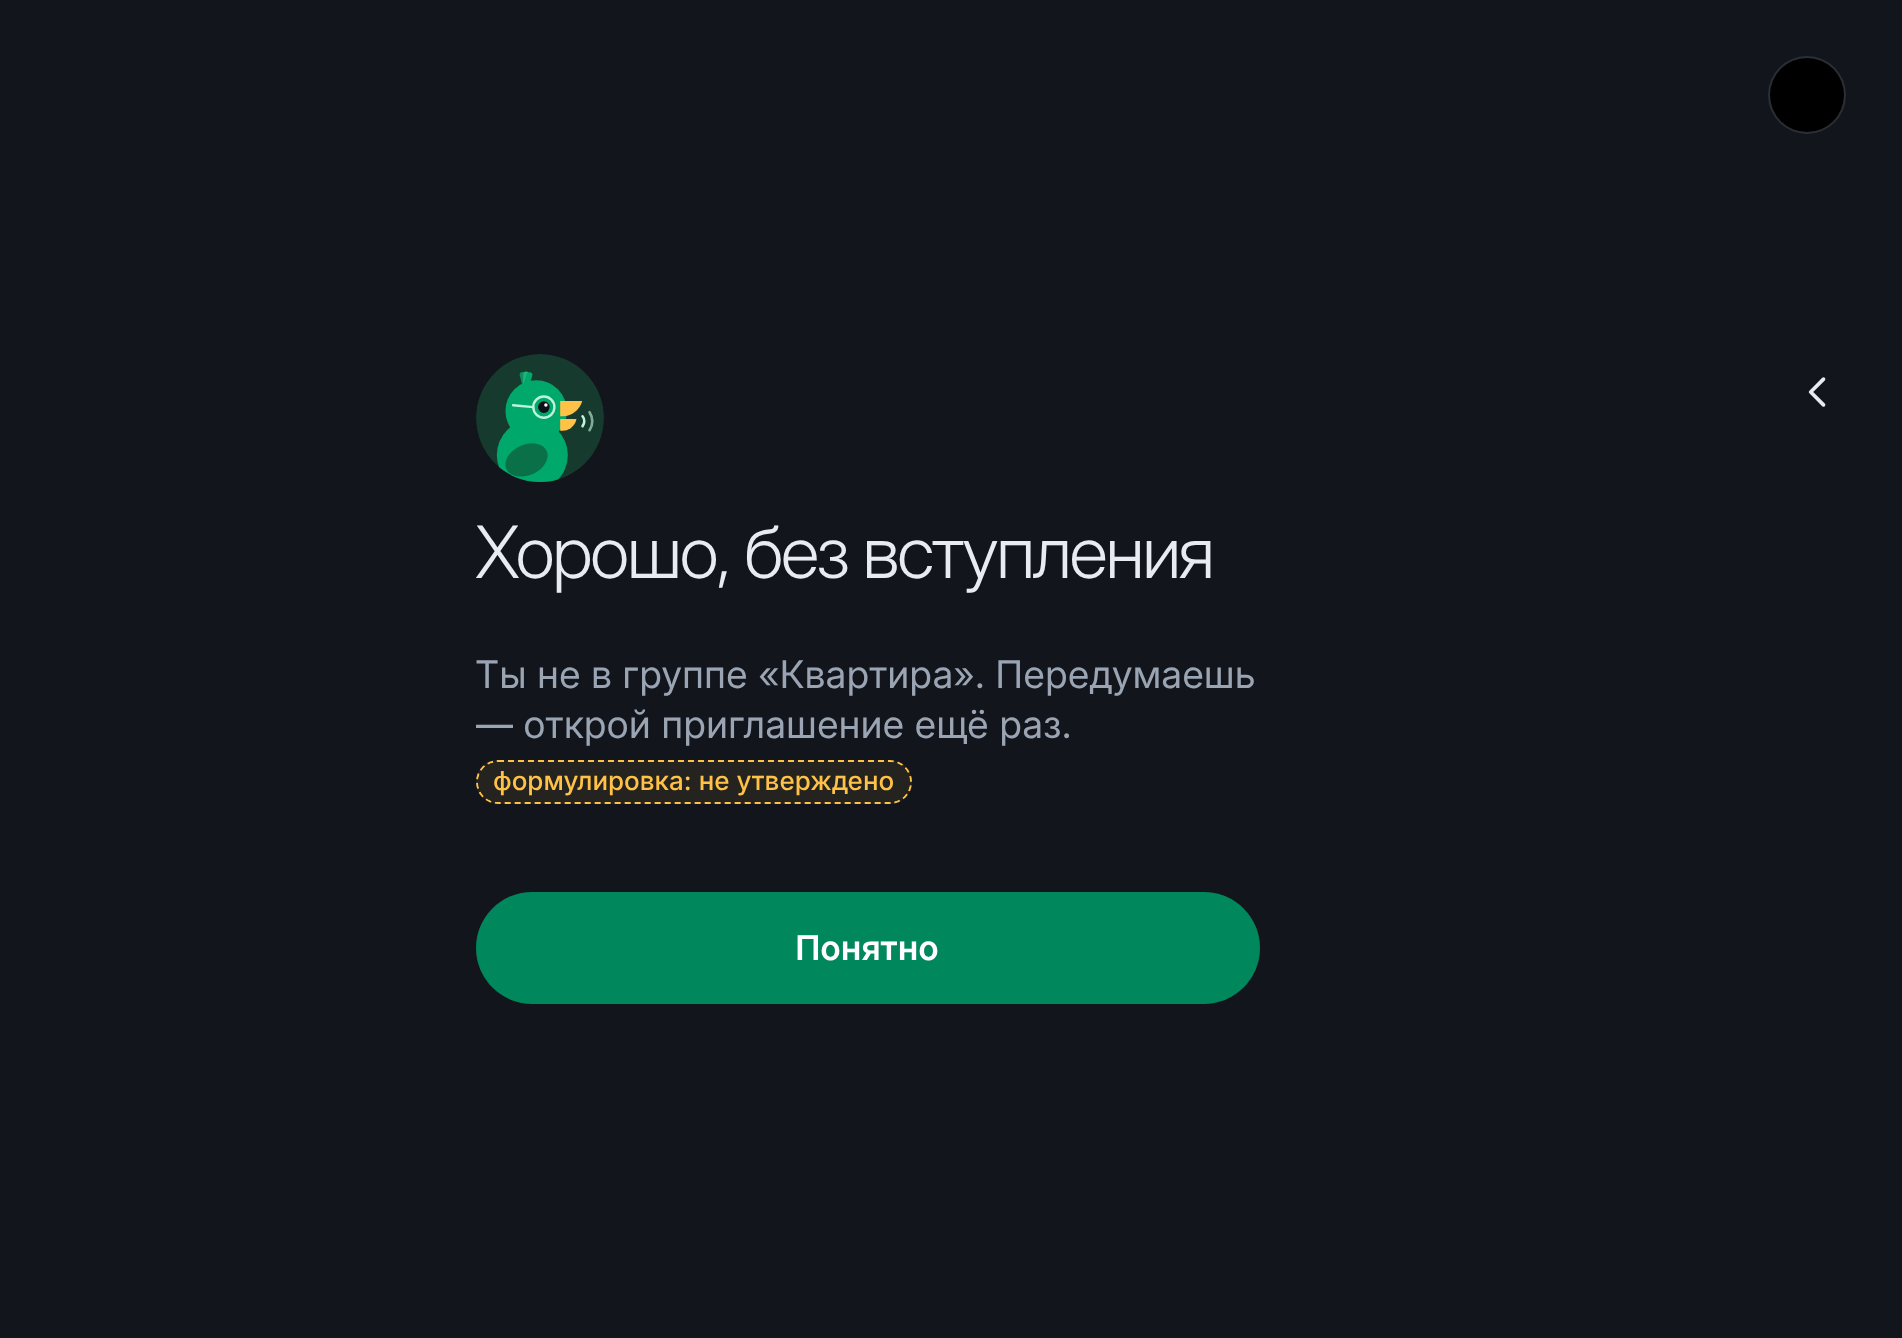 Хорошо, без вступления
Ты не в группе «Квартира». Передумаешь
— открой приглашение ещё раз.
формулировка: не утверждено
Понятно